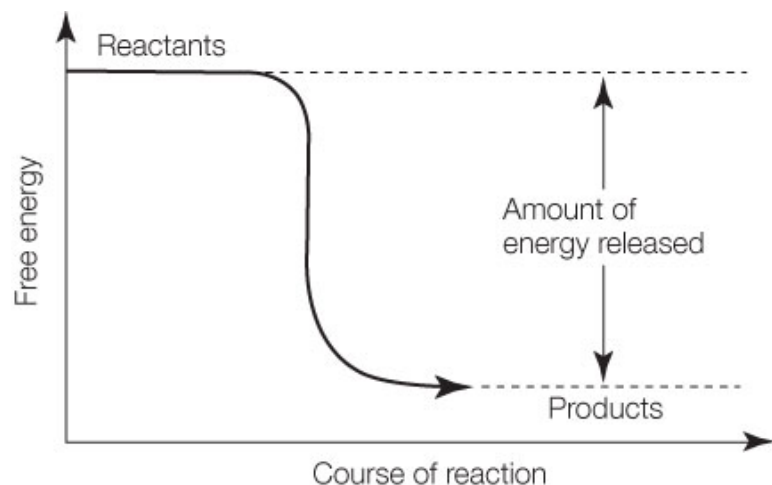 Reactants
Free energy
Amount of
energy released
Products
Course of reaction